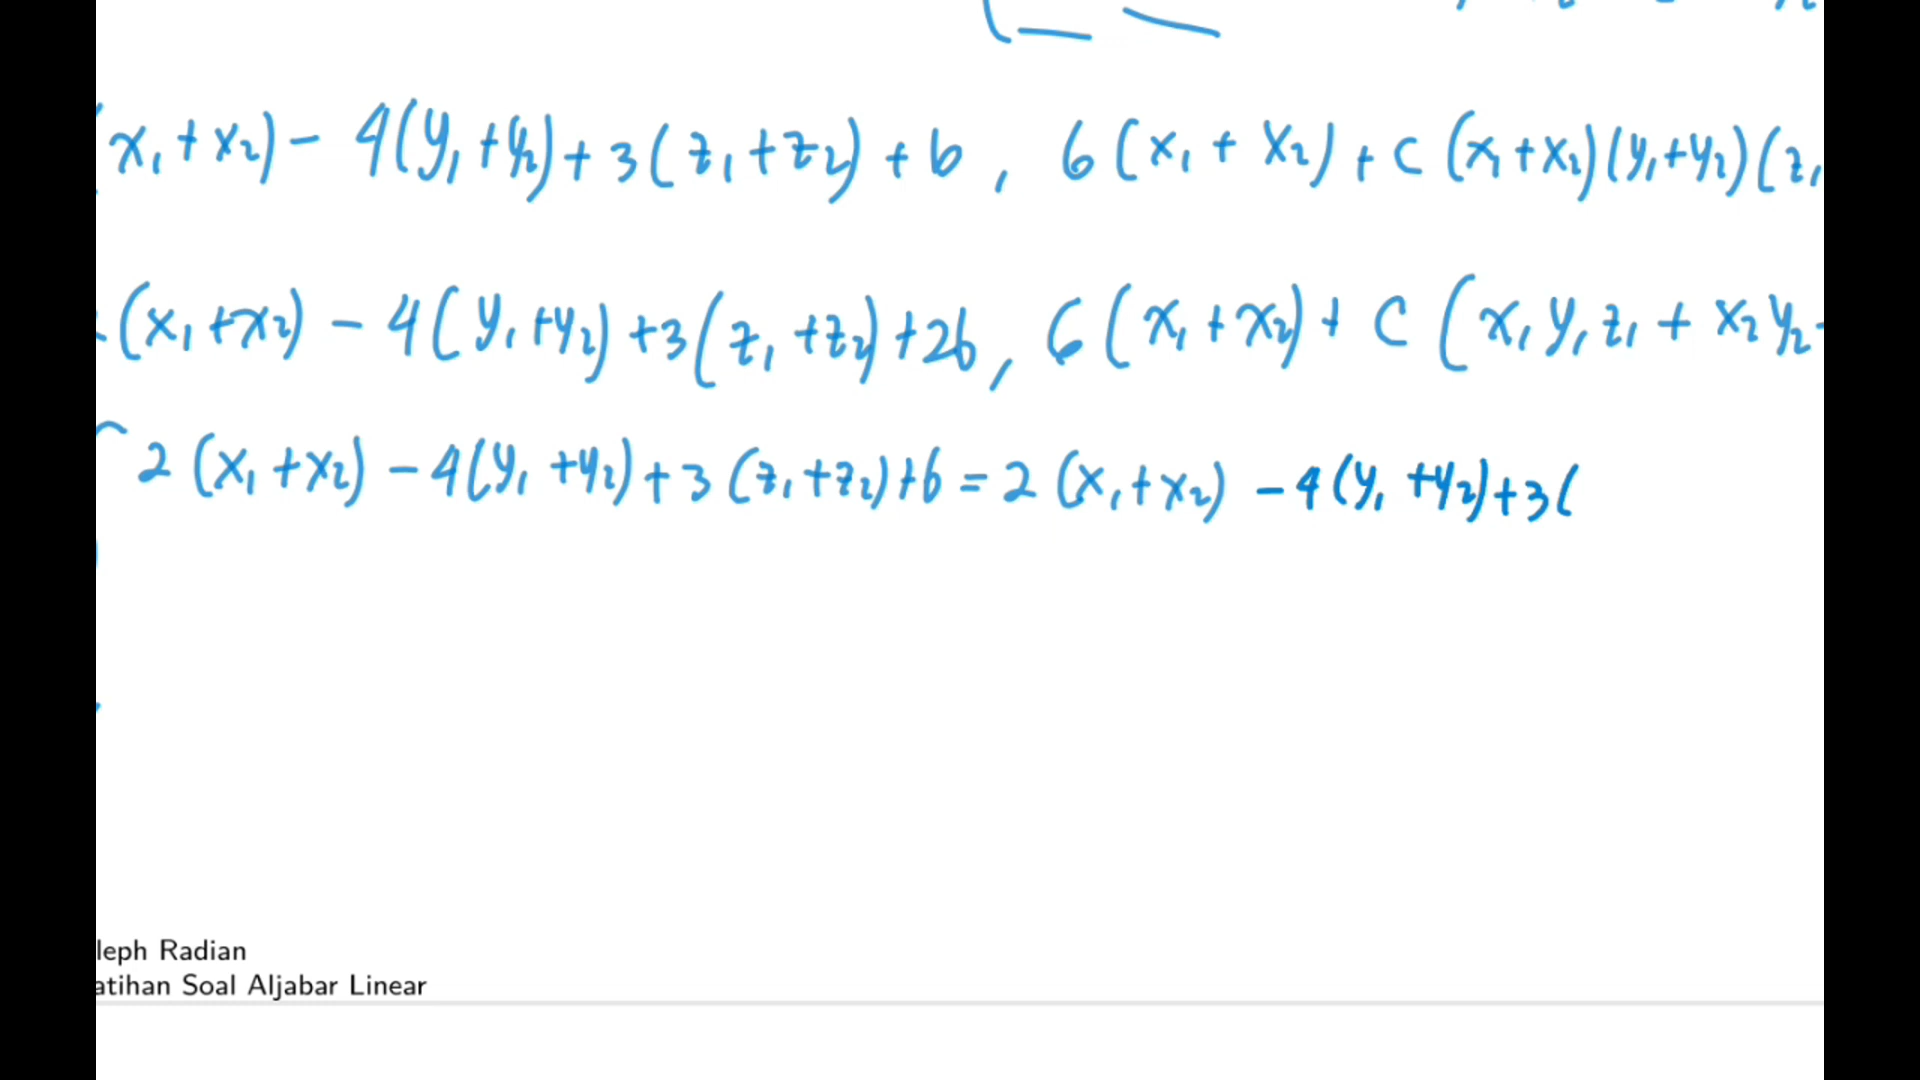 (x₁+x₂) - 4(y₁+y₂)+3(z₁+z₂)+b, 6(x₁+x₂)+c(x₁+x₂)(y₁+y₂)(z₁
(x₁+x₂) - 4(y₁+y₂)+3(z₁+z₂)+2b, 6(x₁+x₂)+c(x₁y₁z₁+x₂y₂
2(x₁+x₂) - 4(y₁+y₂)+3(z₁+z₂)+b = 2(x₁+x₂) - 4(y₁+y₂)+3(
leph Radian
atihan Soal Aljabar Linear